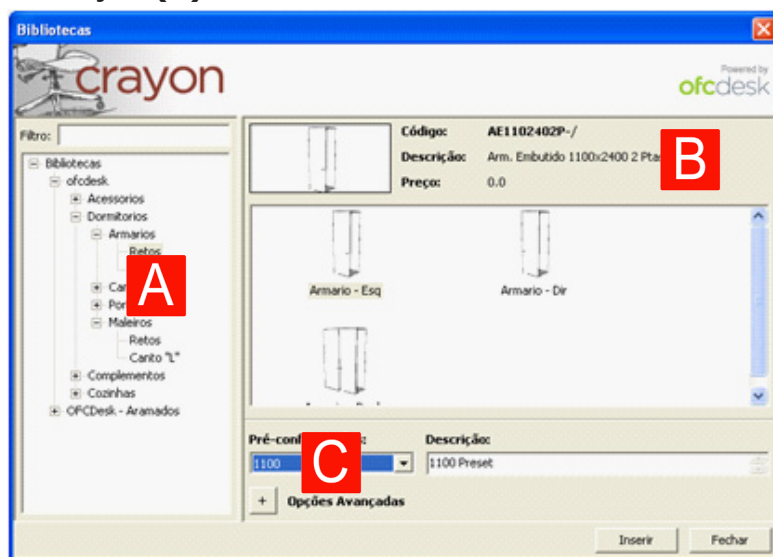 Bibliotecas
crayon
Powered by
ofcdesk
Filtro:
Bibliotecas
ofcdesk
Acessorios
Dormitorios
Armarios
Retos
A
Maleiros
Retos
Canto "L"
Complementos
Cozinhas
OFCDesk - Aramados
Código: AE1102402P-/
Descrição: Arm. Embutido 1100x2400 2 Ptas
Preço: 0.0
B
Armario - Esq
Armario - Dir
Descrição:
C
1100
1100 Preset
+ Opções Avançadas
Inserir
Fechar